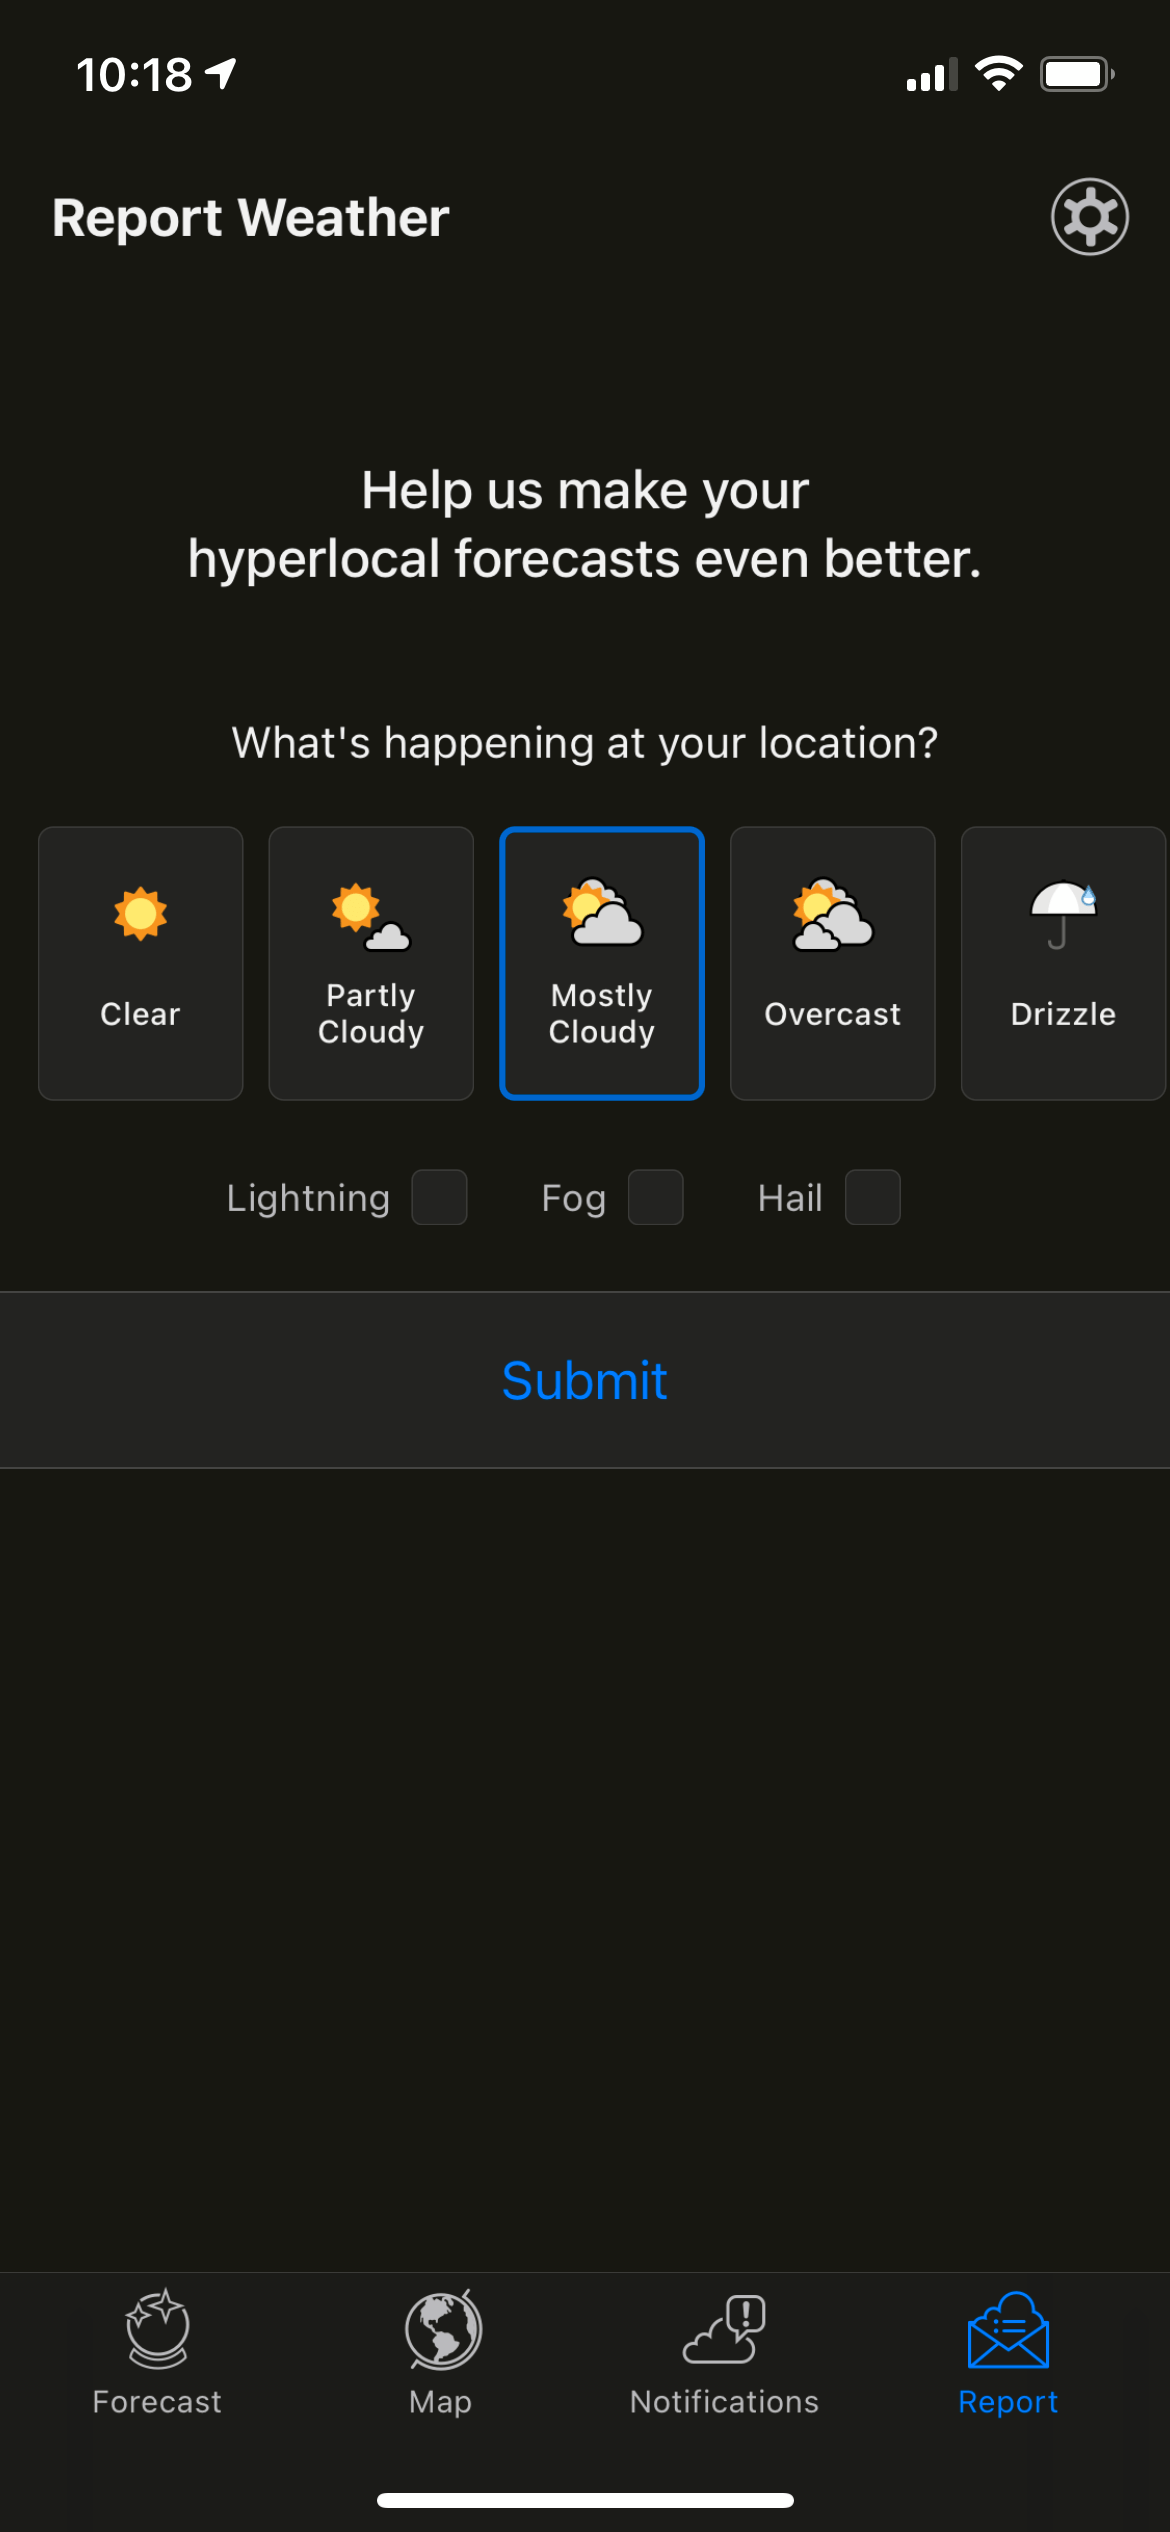 10:18
Report Weather
Help us make your
hyperlocal forecasts even better.
What's happening at your location?
Clear
Partly
Cloudy
Mostly
Cloudy
Overcast
Drizzle
Lightning
Fog
Hail
Submit
Forecast
Map
Notifications
Report